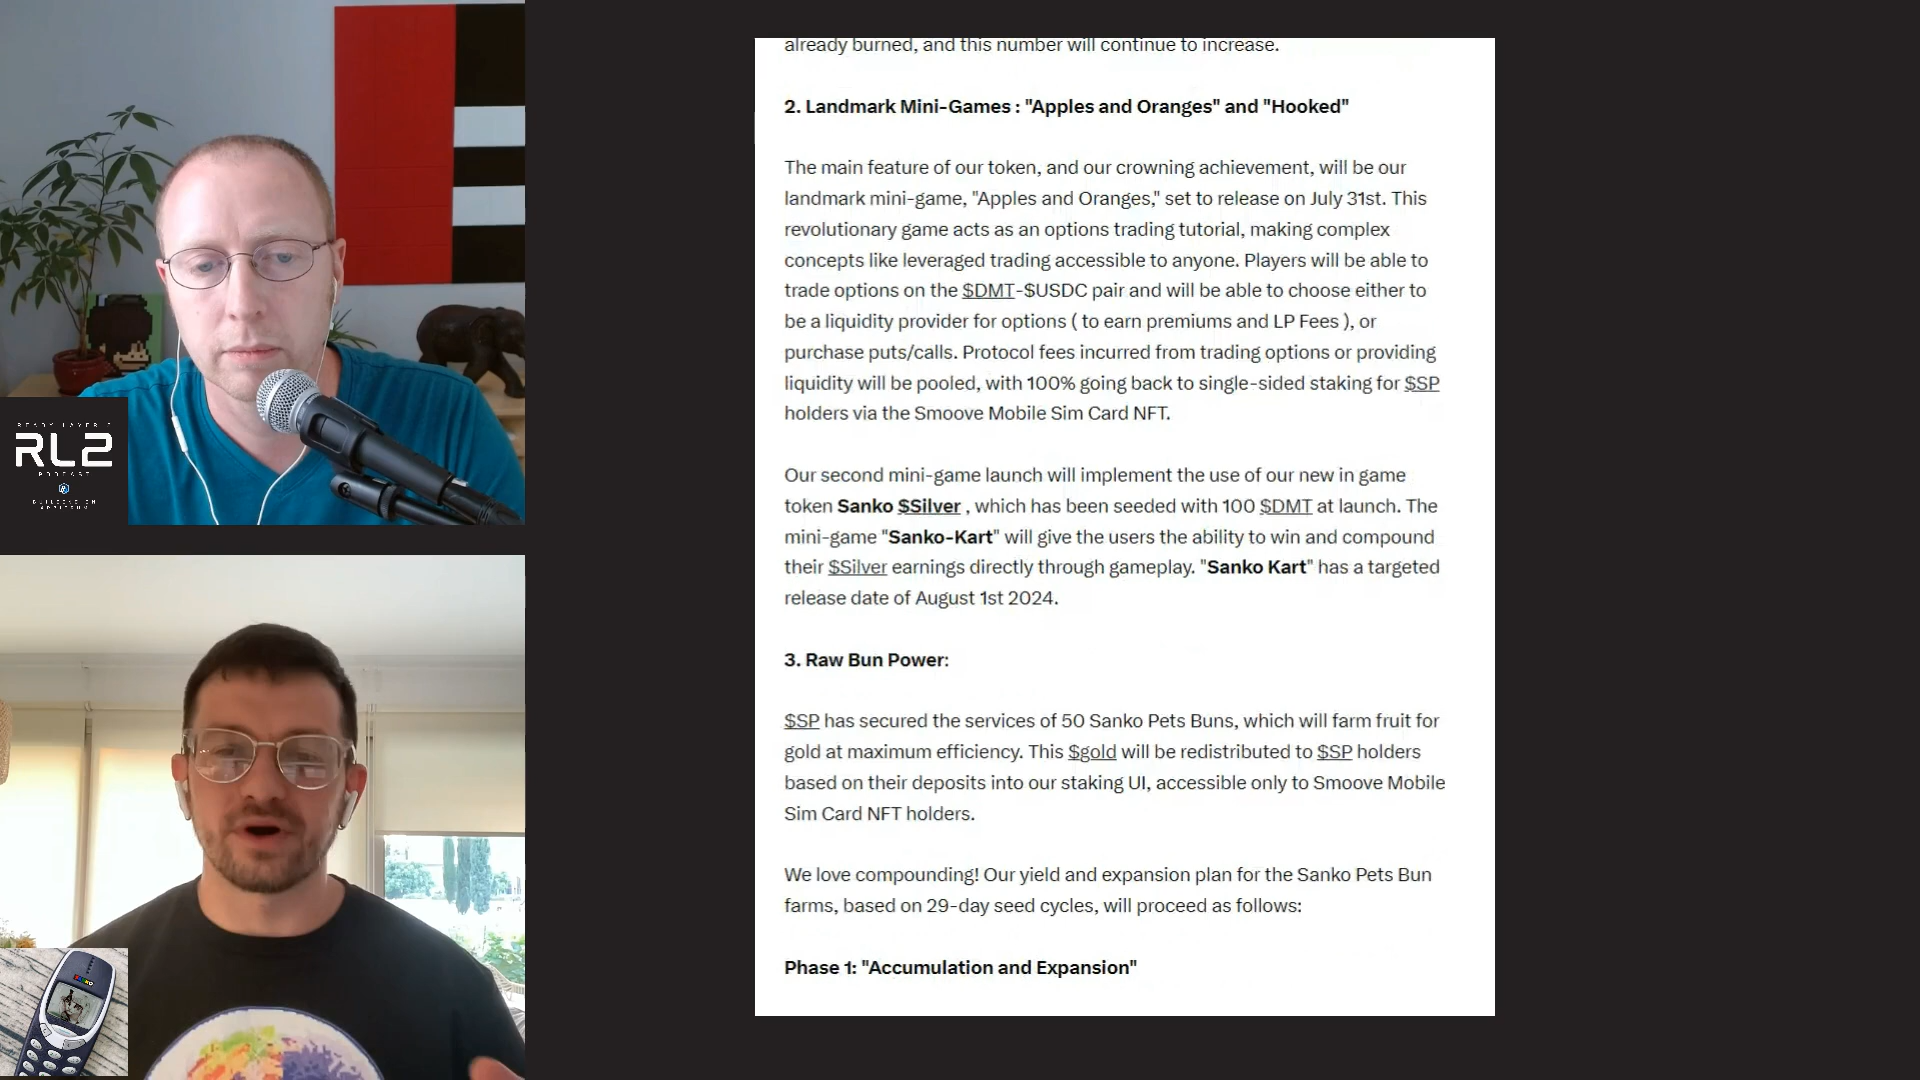 already burned, and this number will continue to increase.
2. Landmark Mini-Games : "Apples and Oranges" and "Hooked"
The main feature of our token, and our crowning achievement, will be our
landmark mini-game, "Apples and Oranges," set to release on July 31st. This
revolutionary game acts as an options trading tutorial, making complex
concepts like leveraged trading accessible to anyone. Players will be able to
trade options on the $DMT-$USDC pair and will be able to choose either to
be a liquidity provider for options ( to earn premiums and LP Fees ), or
purchase puts/calls. Protocol fees incurred from trading options or providing
liquidity will be pooled, with 100% going back to single-sided staking for $SP
holders via the Smoove Mobile Sim Card NFT.
Our second mini-game launch will implement the use of our new in game
token Sanko $Silver , which has been seeded with 100 $DMT at launch. The
mini-game "Sanko-Kart" will give the users the ability to win and compound
their $Silver earnings directly through gameplay. "Sanko Kart" has a targeted
release date of August 1st 2024.
3. Raw Bun Power:
$SP has secured the services of 50 Sanko Pets Buns, which will farm fruit for
gold at maximum efficiency. This $gold will be redistributed to $SP holders
based on their deposits into our staking UI, accessible only to Smoove Mobile
Sim Card NFT holders.
We love compounding! Our yield and expansion plan for the Sanko Pets Bun
farms, based on 29-day seed cycles, will proceed as follows:
Phase 1: "Accumulation and Expansion"
RL2
PODCAST